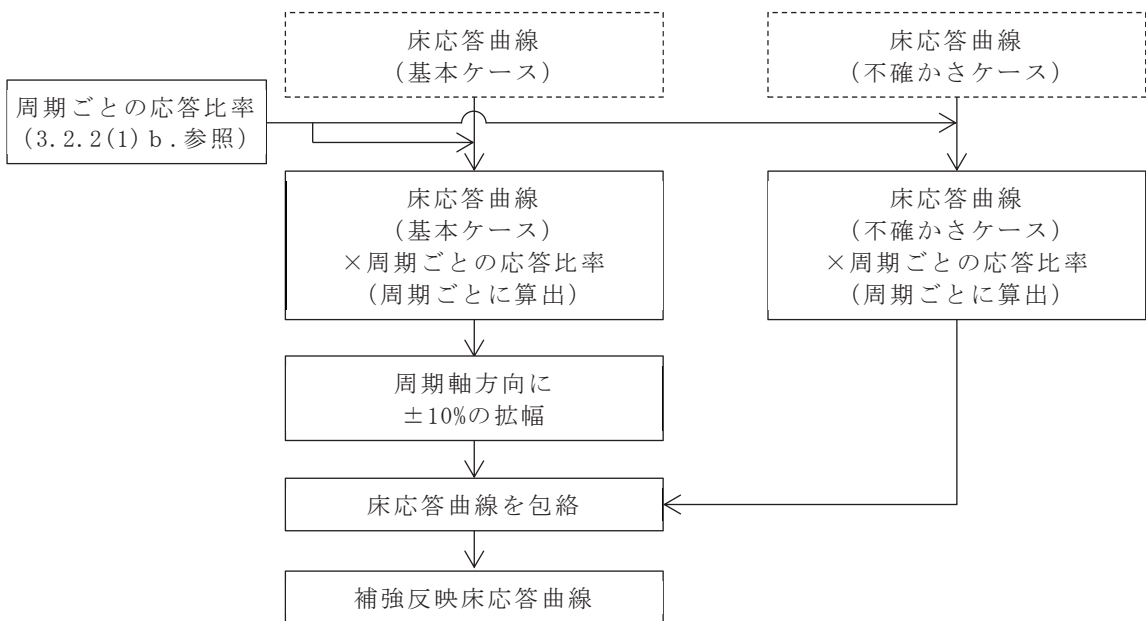 床応答曲線
(基本ケース)
床応答曲線
(不確かさケース)
周期ごとの応答比率
(3.2.2(1)b.参照)
床応答曲線
(基本ケース)
×周期ごとの応答比率
(周期ごとに算出)
床応答曲線
(不確かさケース)
×周期ごとの応答比率
(周期ごとに算出)
周期軸方向に
±10%の拡幅
床応答曲線を包絡
補強反映床応答曲線